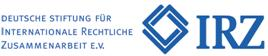 DEUTSCHE STIFTUNG FÜR
INTERNATIONALE RECHTLICHE
ZUSAMMENARBEIT E.V.
IRZ